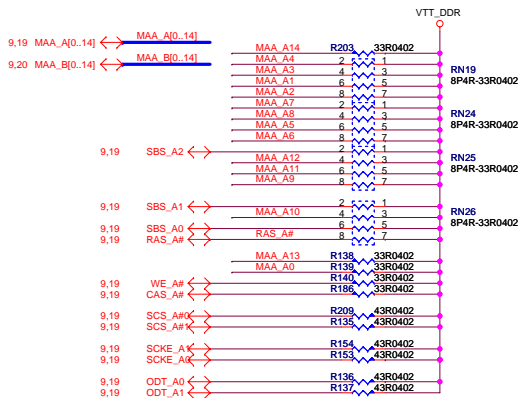 VTT_DDR
9,19 MAA_A[0..14] MAA_A[0..14]
9,20 MAA_B[0..14] MAA_B[0..14]
MAA_A14 R203 33R0402
MAA_A4 2 1
MAA_A3 4 3 RN19
MAA_A1 6 5 8P4R-33R0402
MAA_A2 8 7
MAA_A7 2 1
MAA_A8 4 3 RN24
MAA_A5 6 5 8P4R-33R0402
MAA_A6 8 7
9,19 SBS_A2 2 1 RN25
MAA_A12 4 3 8P4R-33R0402
MAA_A11 6 5
MAA_A9 8 7
9,19 SBS_A1 2 1 RN26
MAA_A10 4 3
9,19 SBS_A0 6 5 8P4R-33R0402
9,19 RAS_A# RAS_A# 8 7
MAA_A13 R138 33R0402
MAA_A0 R139 33R0402
9,19 WE_A# R140 33R0402
9,19 CAS_A# R186 33R0402
9,19 SCS_A#0 R209 43R0402
9,19 SCS_A#1 R135 43R0402
9,19 SCKE_A1 R154 43R0402
9,19 SCKE_A0 R153 43R0402
9,19 ODT_A0 R136 43R0402
9,19 ODT_A1 R137 43R0402